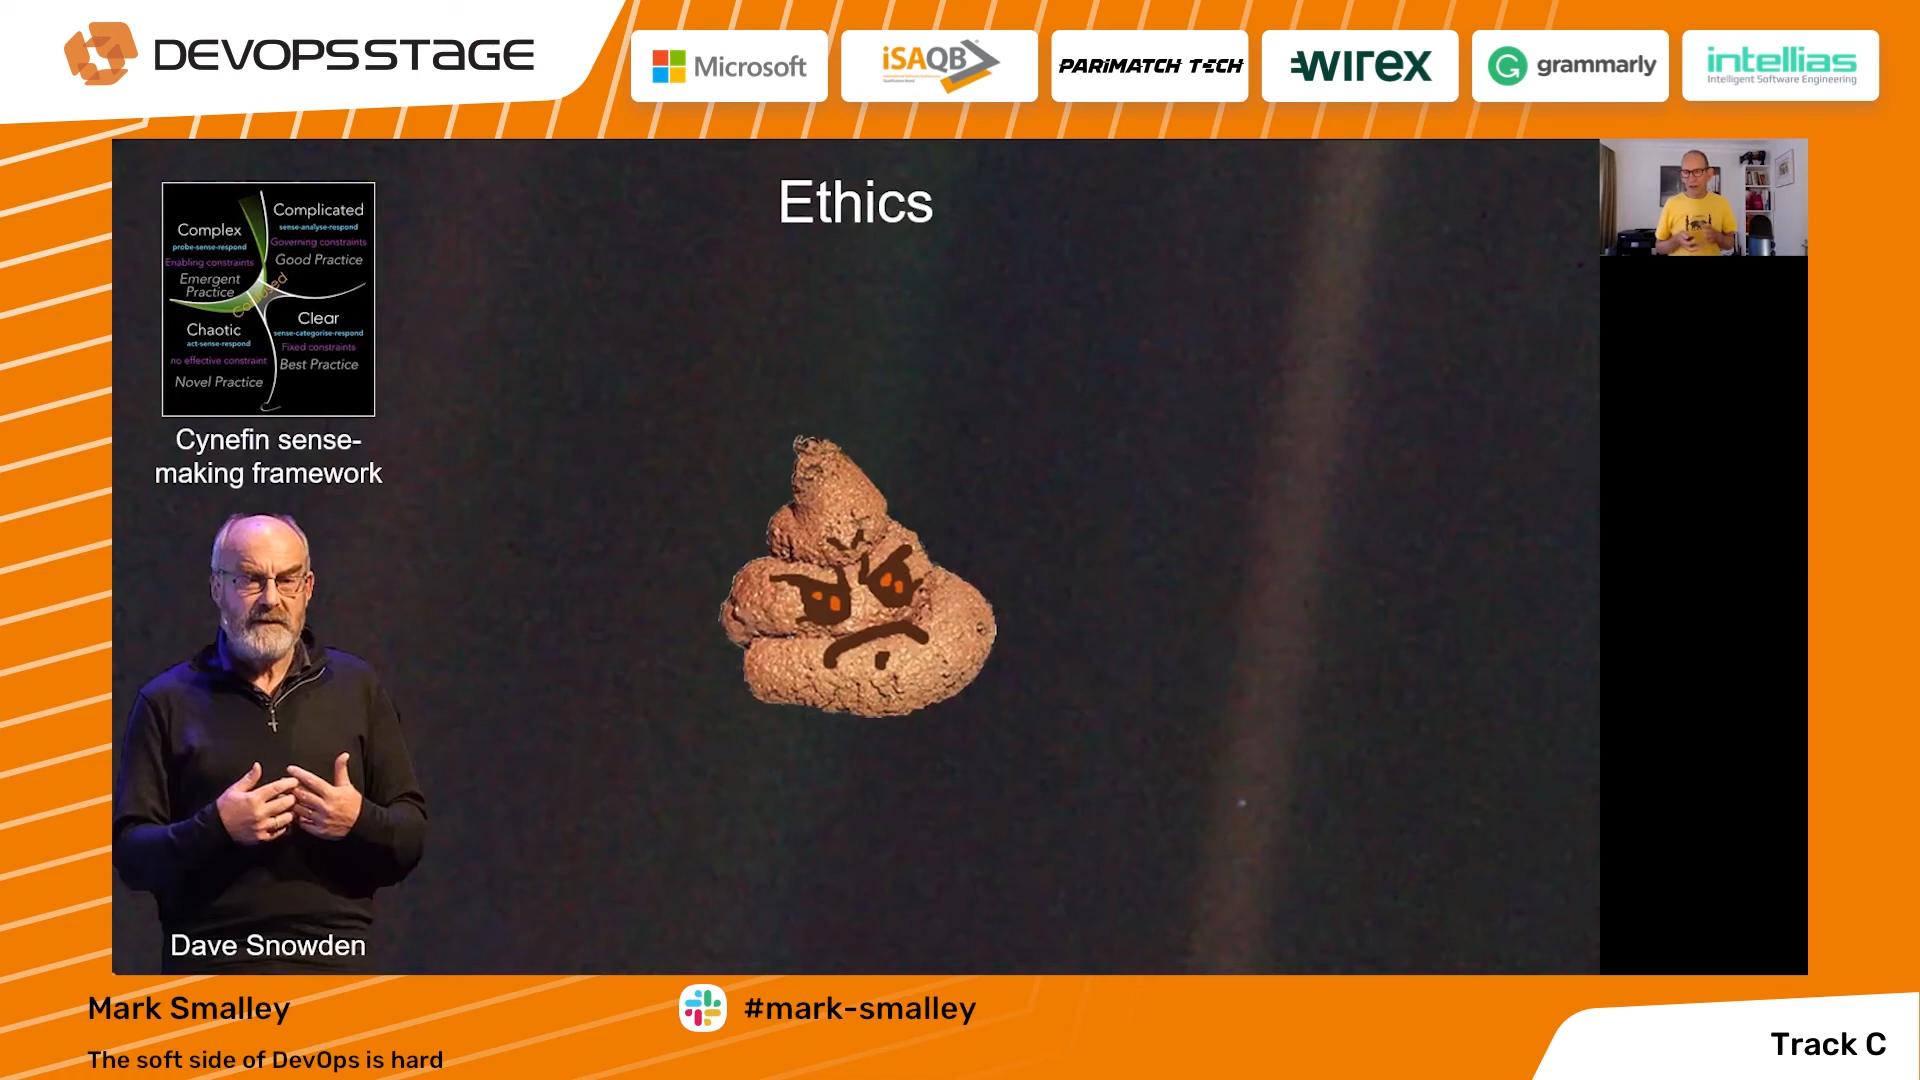 DEVOPSSTAGE
Microsoft
iSAQB
PARIMATCH TECH
wirex
grammarly
intellias
Intelligent Software Engineering
Ethics
Complex
probe-sense-respond
Enabling constraints
Emergent
Practice
Complicated
sense-analyse-respond
Governing constraints
Good Practice
Confused
Chaotic
act-sense-respond
no effective constraint
Novel Practice
Clear
sense-categorise-respond
Fixed constraints
Best Practice
Cynefin sense-
making framework
Dave Snowden
Mark Smalley
#mark-smalley
The soft side of DevOps is hard
Track C